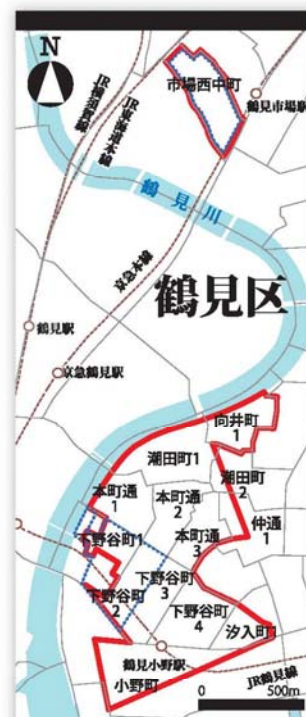 N
市場西中町
鶴見市場駅
JR横須賀線
JR東海道本線
鶴見川
京急本線
鶴見区
鶴見駅
京急鶴見駅
向井町
1
潮田町1
潮田町
2
本町通
1
本町通
2
仲通
1
本町通
3
下野谷町1
下野谷町
3
下野谷町
2
下野谷町
4
汐入町1
鶴見小野駅
小野町
JR鶴見線
0 500m